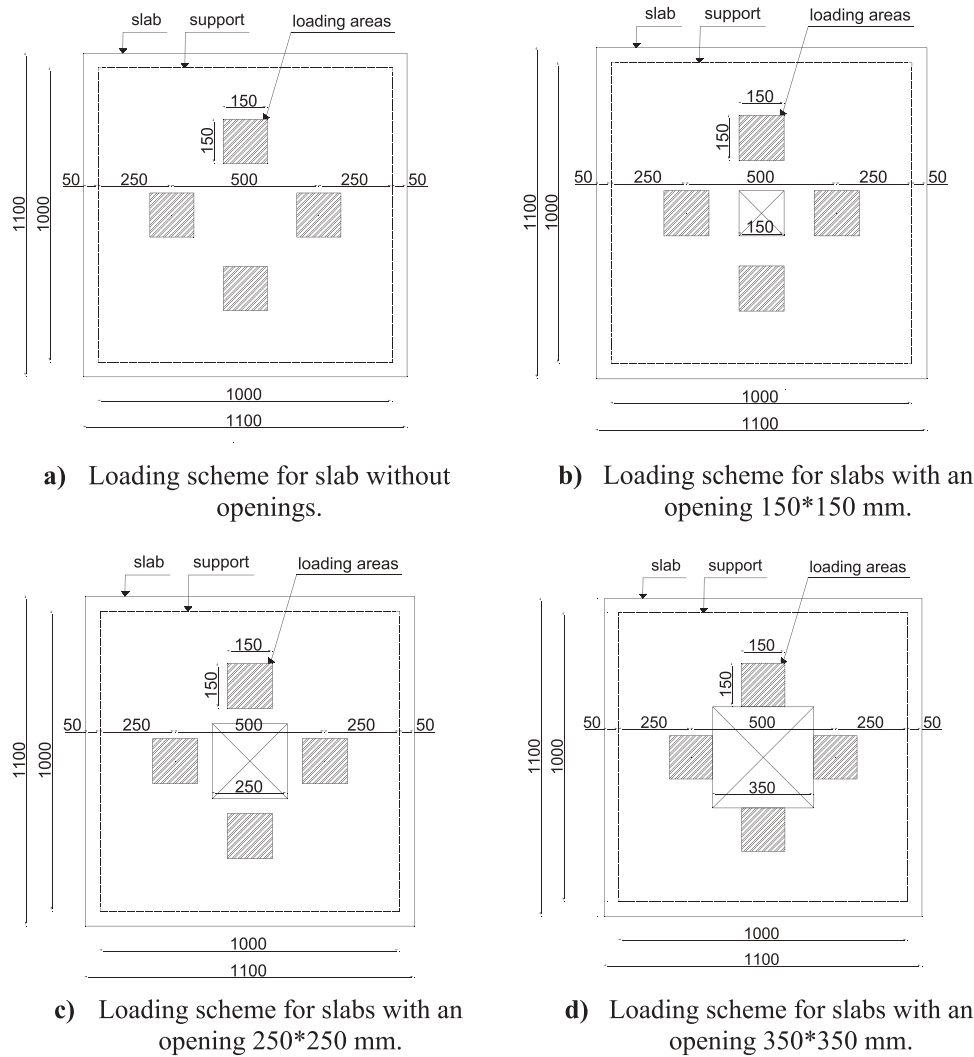 slab support loading areas
150
150
50 250 500 250 50
1100
1000
1000
1100
a) Loading scheme for slab without
openings.
slab support loading areas
150
150
50 250 500 250 50
150
1100
1000
1000
1100
b) Loading scheme for slabs with an
opening 150*150 mm.
slab support loading areas
150
150
50 250 500 250 50
250
1100
1000
1000
1100
c) Loading scheme for slabs with an
opening 250*250 mm.
slab support loading areas
150
150
50 250 500 250 50
350
1100
1000
1000
1100
d) Loading scheme for slabs with an
opening 350*350 mm.